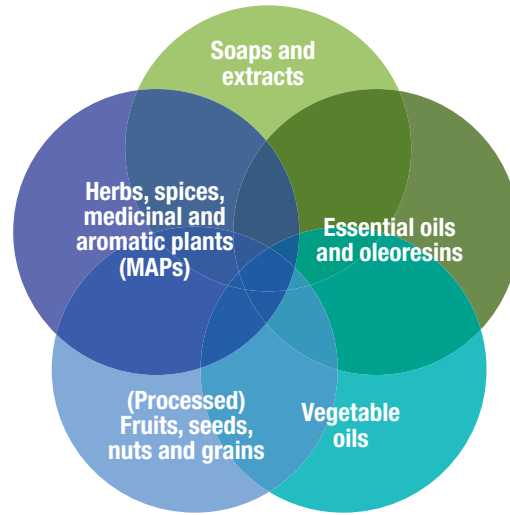 Soaps and
extracts
Herbs, spices,
medicinal and
aromatic plants
(MAPs)
Essential oils
and oleoresins
(Processed)
Fruits, seeds,
nuts and grains
Vegetable
oils